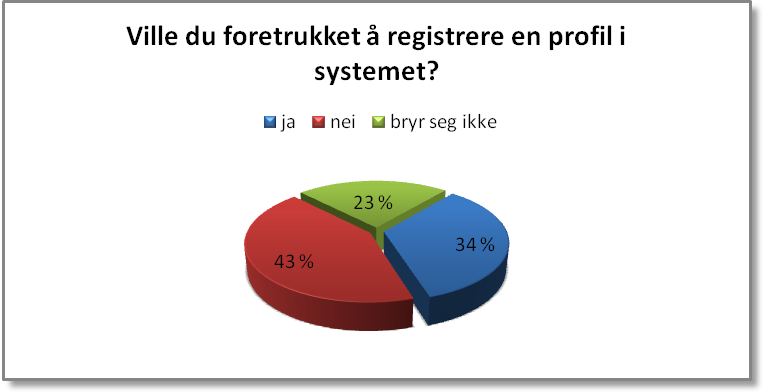 Ville du foretrukket å registrere en profil i
systemet?
ja nei bryr seg ikke
23 %
34 %
43 %